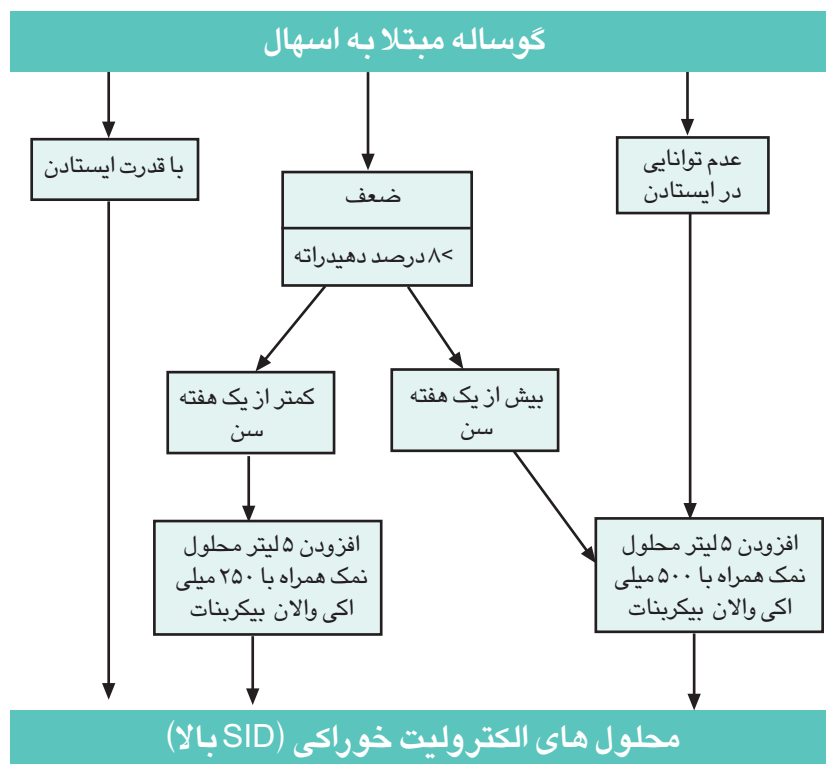 گوساله مبتلا به اسهال
عدم توانایی
در ایستادن
ضعف
>۸ درصد دهیدراته
با قدرت ایستادن
بیش از یک هفته
سن
کمتر از یک هفته
سن
افزودن ۵ لیتر محلول
نمک همراه با ۵۰۰ میلی
اکی والان بیکربنات
افزودن ۵ لیتر محلول
نمک همراه با ۲۵۰ میلی
اکی والان بیکربنات
محلول های الکترولیت خوراکی (SID بالا)